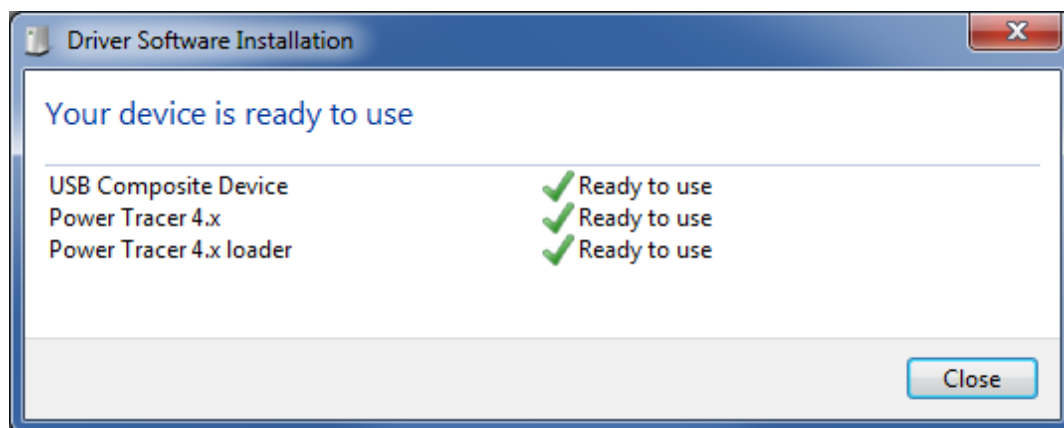 Driver Software Installation
Your device is ready to use
USB Composite Device Ready to use
Power Tracer 4.x Ready to use
Power Tracer 4.x loader Ready to use
Close